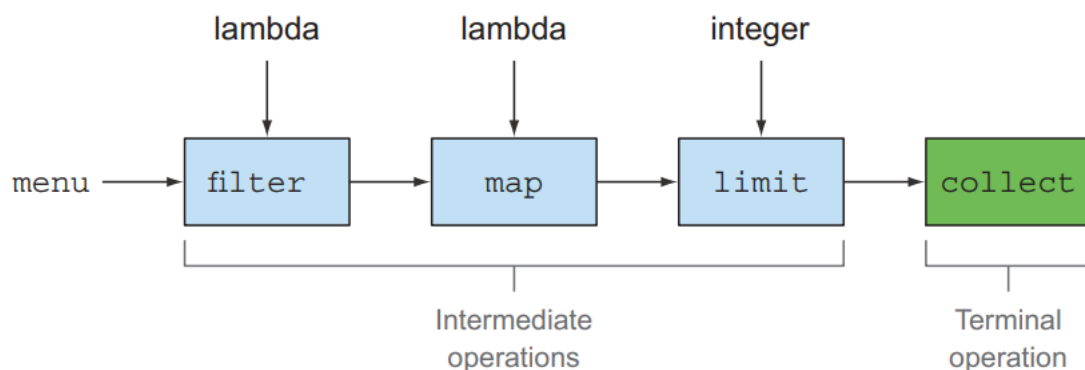 lambda lambda integer
menu filter map limit collect
Intermediate Terminal
operations operation